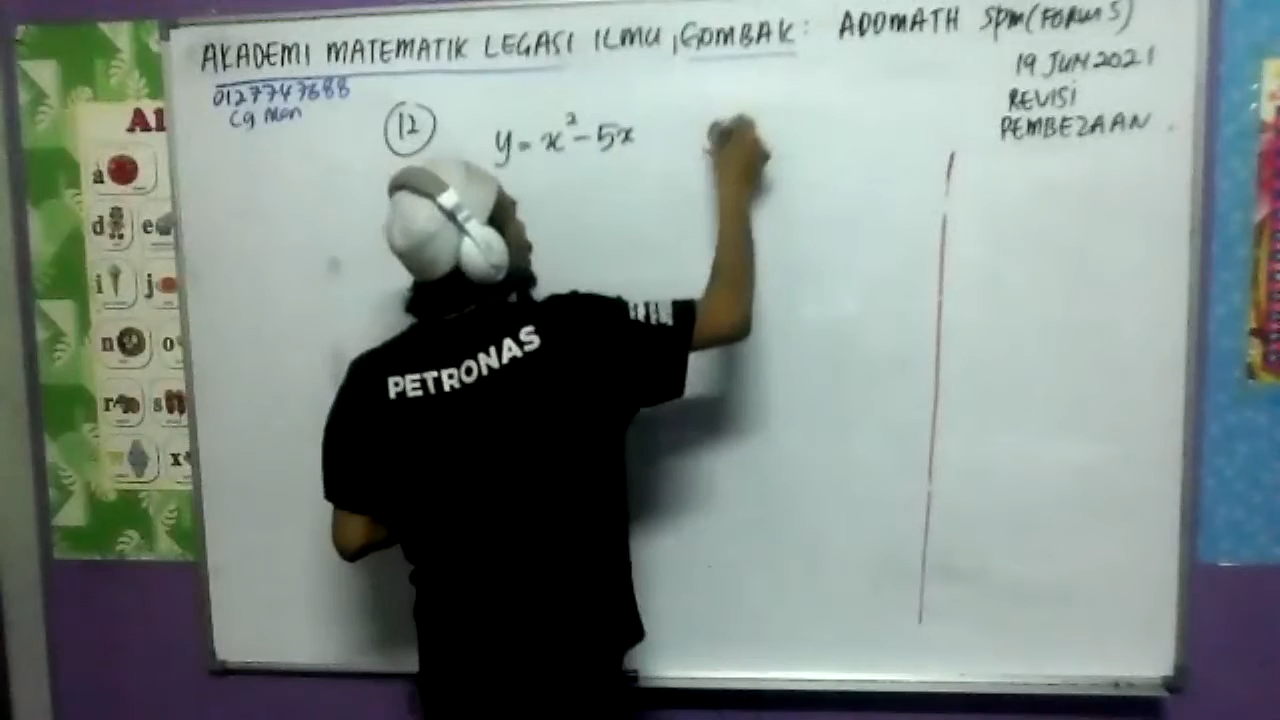 AKADEMI MATEMATIK LEGASI ILMU, GOMBAK: ADDMATH SPM (FORM 5)
0127747688
Cg Man
19 JUN 2021
REVISI
PEMBEZAAN.
12
y = x² - 5x
PETRONAS
A1
a
d e
i j
n o
r s
w x